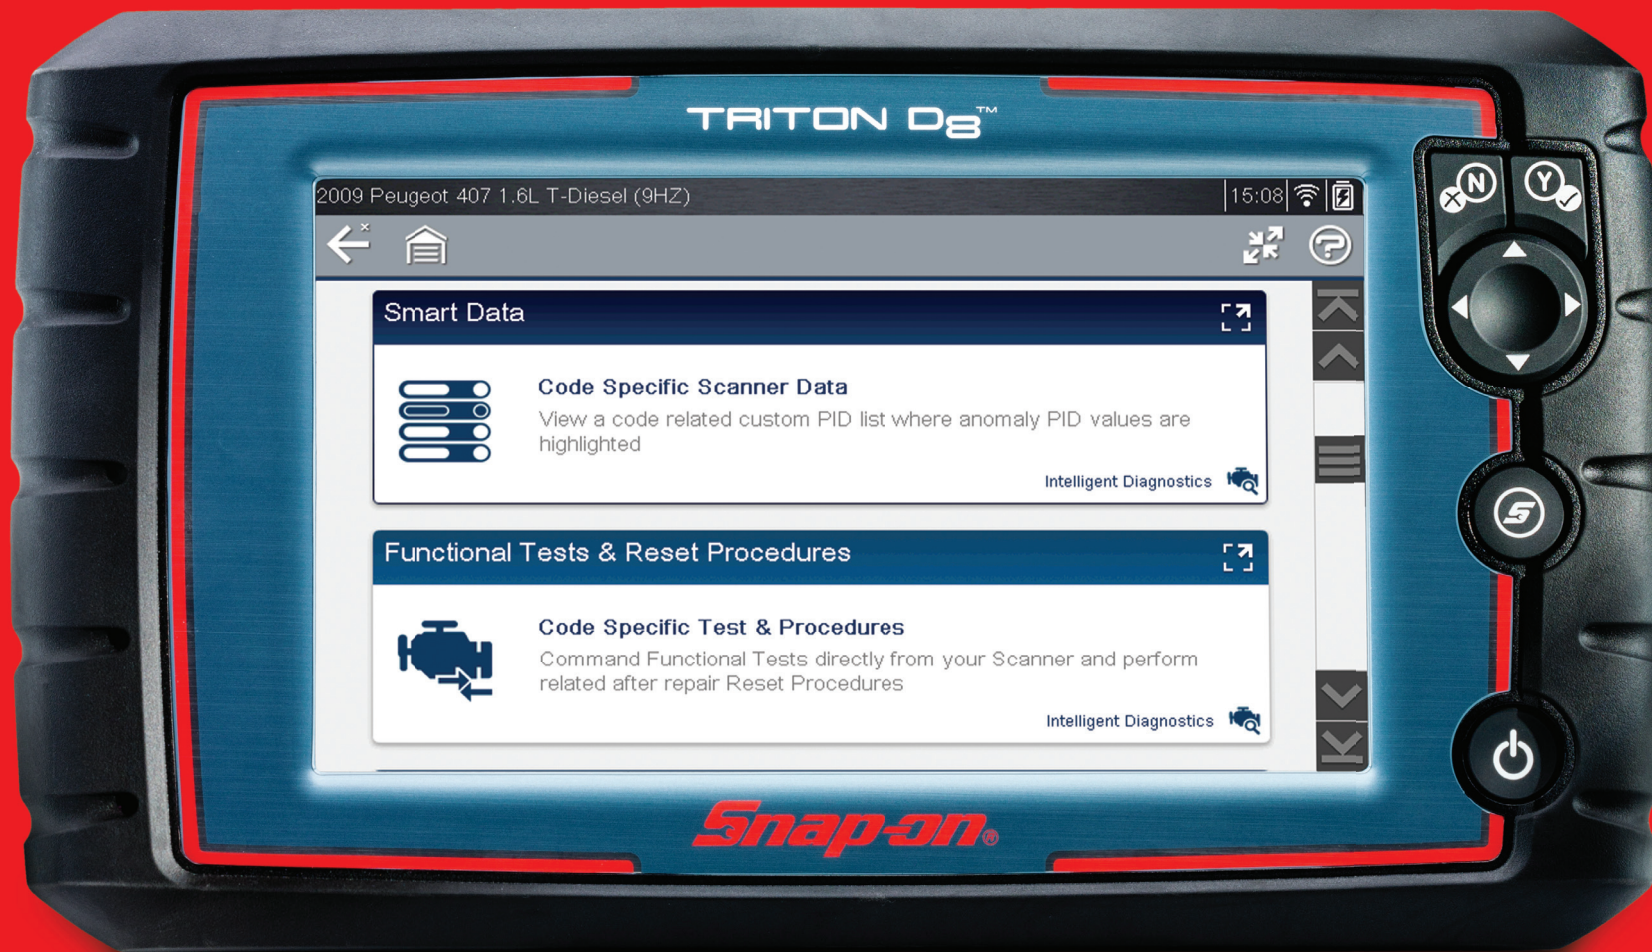 TRITON D8™
2009 Peugeot 407 1.6L T-Diesel (9HZ)
15:08
Smart Data
Code Specific Scanner Data
View a code related custom PID list where anomaly PID values are
highlighted
Intelligent Diagnostics
Functional Tests & Reset Procedures
Code Specific Test & Procedures
Command Functional Tests directly from your Scanner and perform
related after repair Reset Procedures
Intelligent Diagnostics
Snap-on®
N
Y
S